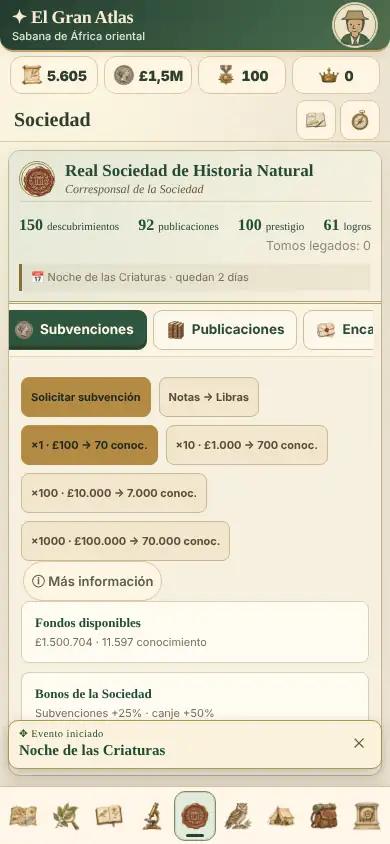 ✦ El Gran Atlas
Sabana de África oriental
5.605
£1,5M
100
0
Sociedad
Real Sociedad de Historia Natural
Corresponsal de la Sociedad
150 descubrimientos 92 publicaciones 100 prestigio 61 logros
Tomos legados: 0
📅 Noche de las Criaturas · quedan 2 días
Subvenciones
Publicaciones
Enca
Solicitar subvención
Notas → Libras
×1 · £100 → 70 conoc.
×10 · £1.000 → 700 conoc.
×100 · £10.000 → 7.000 conoc.
×1000 · £100.000 → 70.000 conoc.
ⓘ Más información
Fondos disponibles
£1.500.704 · 11.597 conocimiento
Bonos de la Sociedad
Subvenciones +25% · canje +50%
✥ Evento iniciado
Noche de las Criaturas